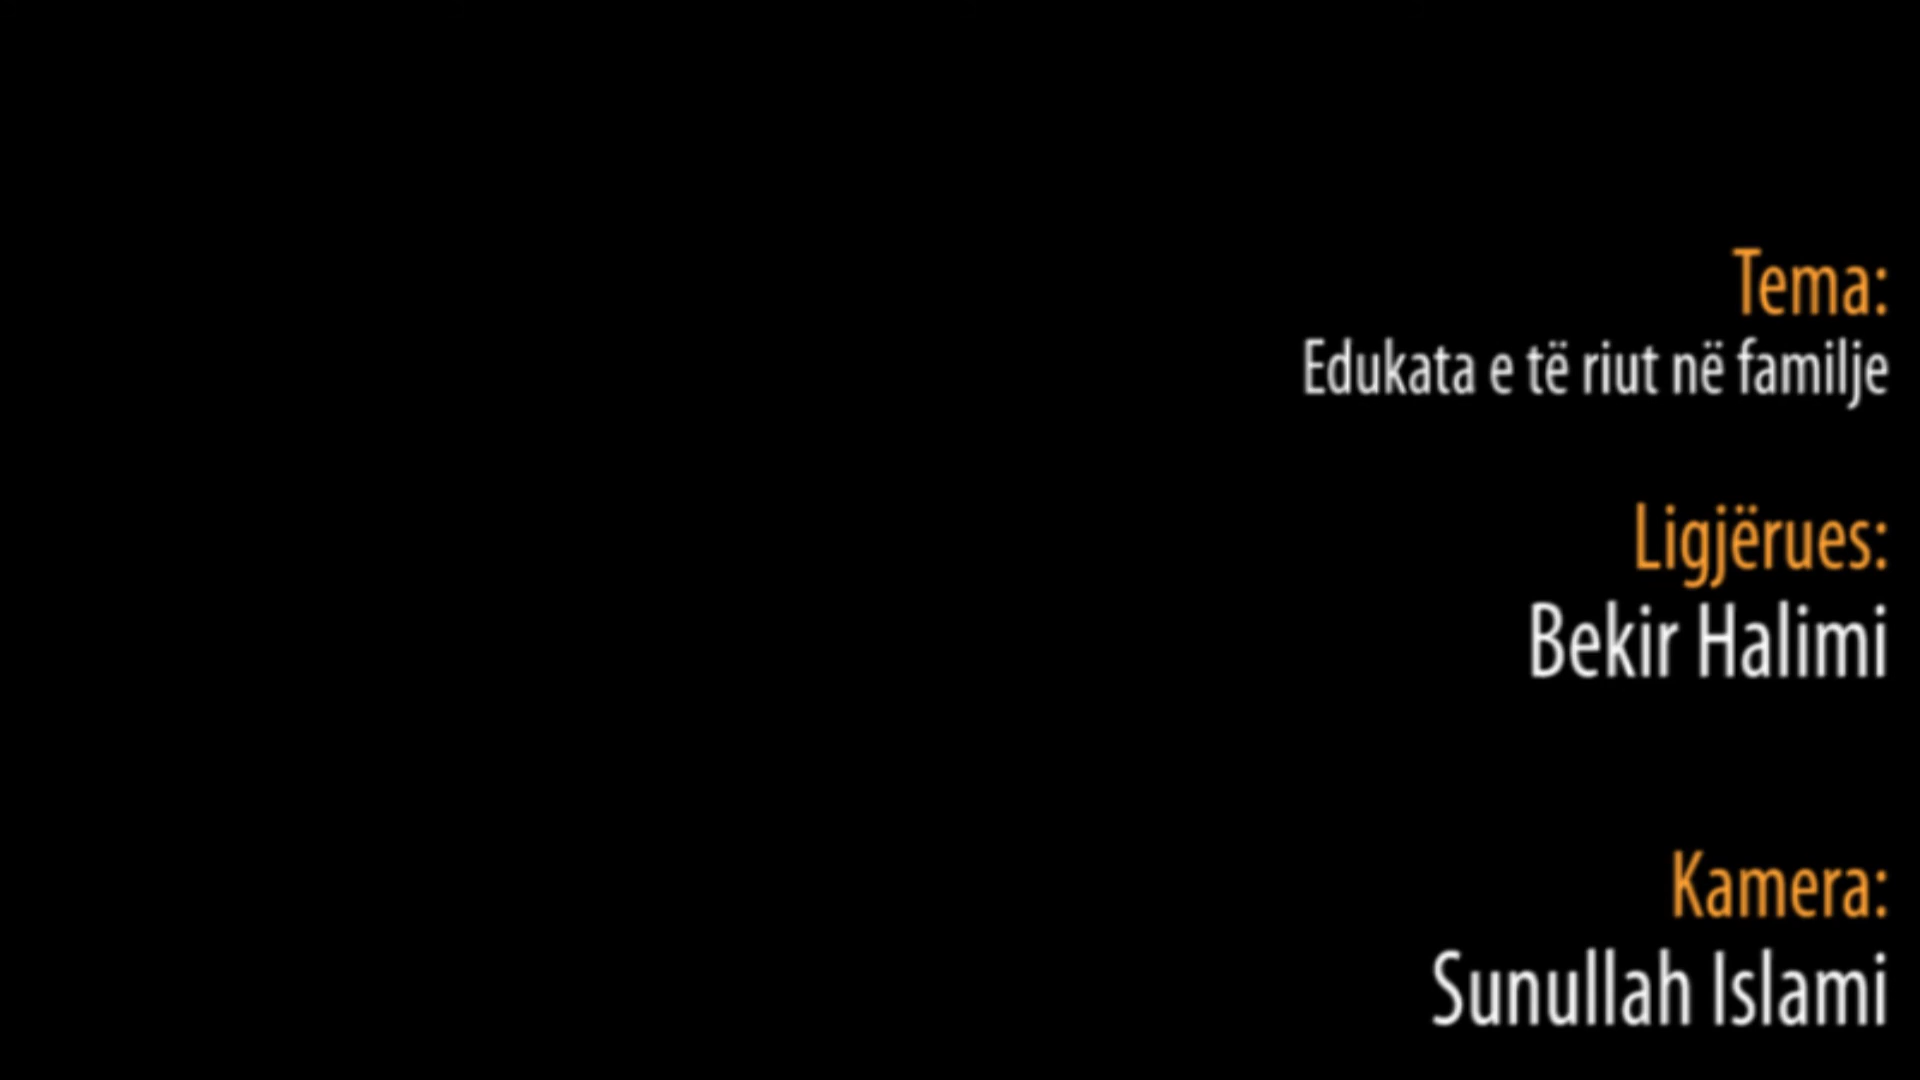 Tema:
Edukata e të riut në familje
Ligjërues:
Bekir Halimi
Kamera:
Sunullah Islami